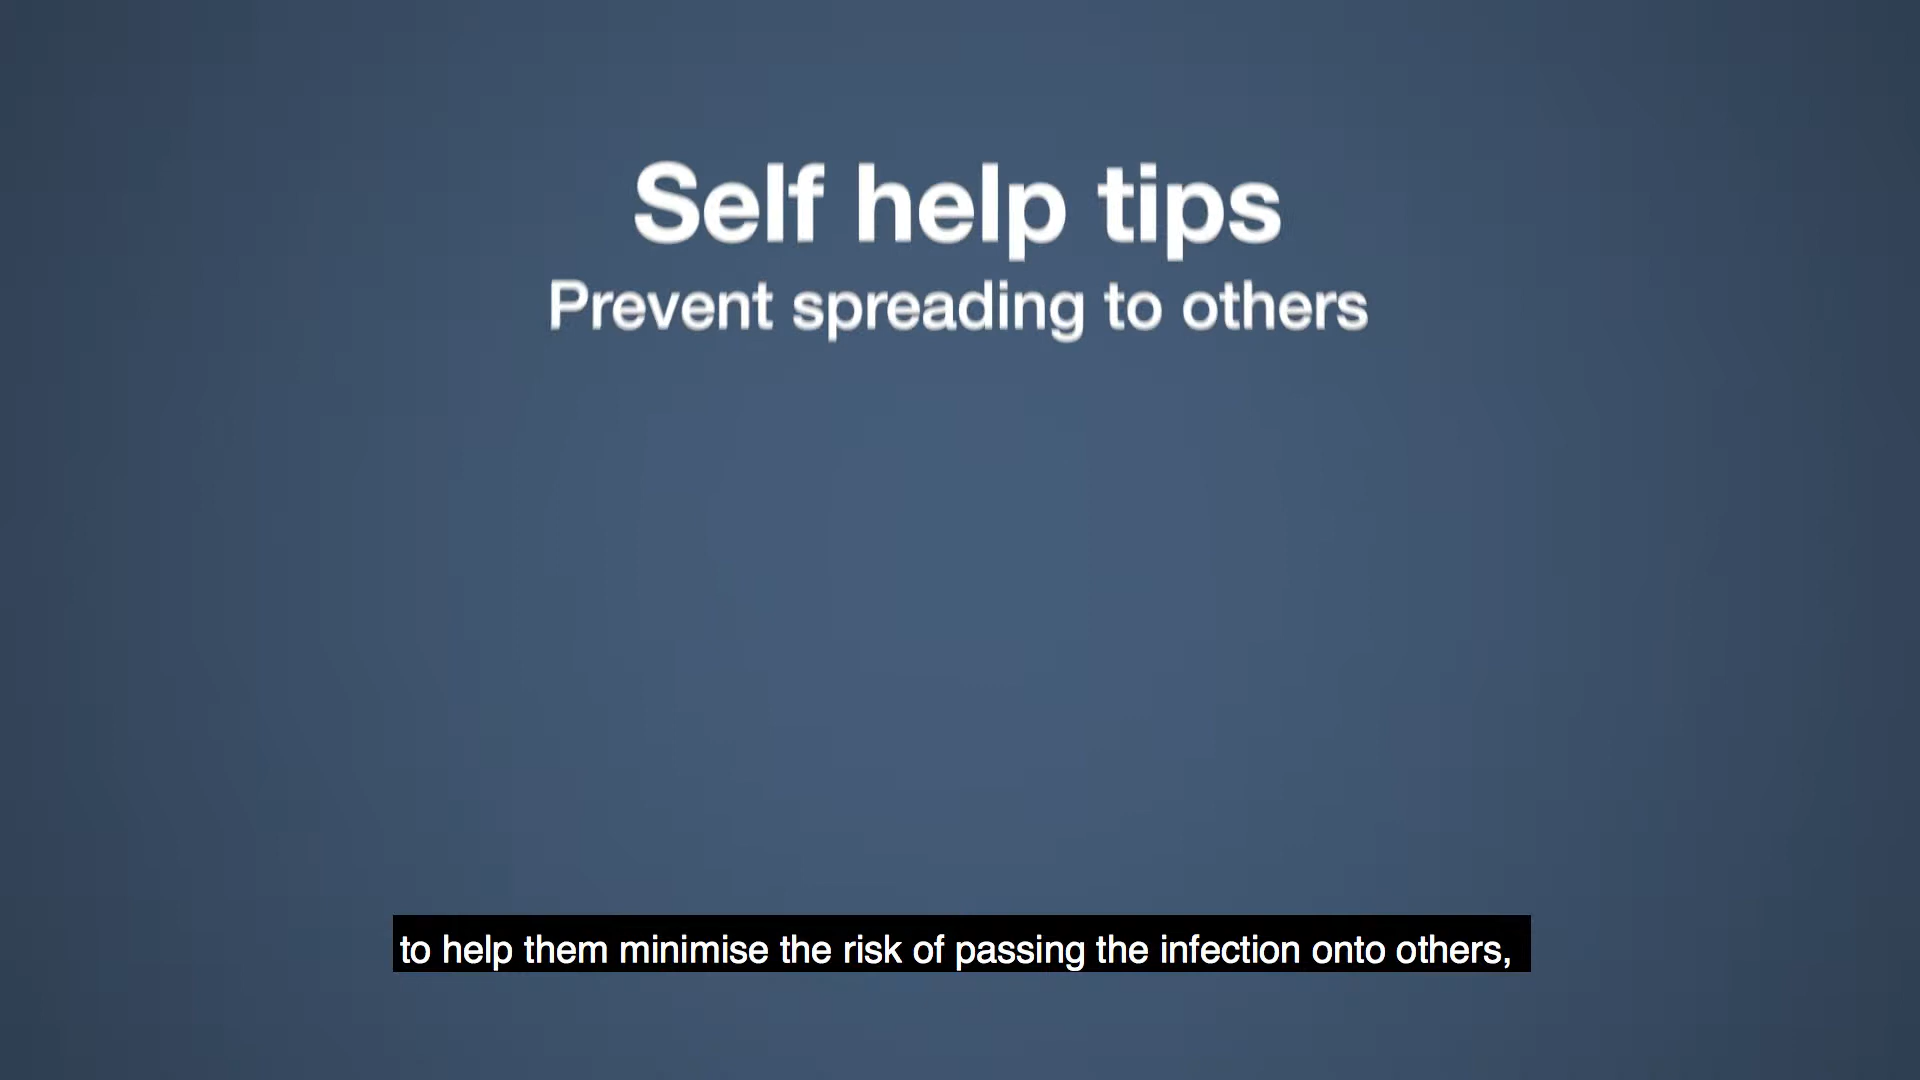 Self help tips
Prevent spreading to others
to help them minimise the risk of passing the infection onto others,